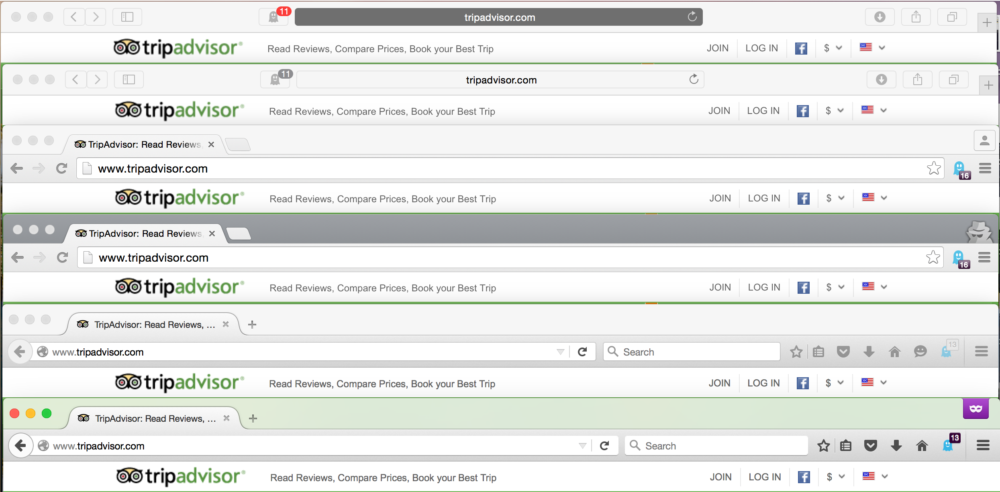 11
tripadvisor.com
tripadvisor® Read Reviews, Compare Prices, Book your Best Trip JOIN LOG IN f $
11
tripadvisor.com
tripadvisor® Read Reviews, Compare Prices, Book your Best Trip JOIN LOG IN f $
TripAdvisor: Read Reviews,
www.tripadvisor.com 16
tripadvisor® Read Reviews, Compare Prices, Book your Best Trip JOIN LOG IN f $
TripAdvisor: Read Reviews,
www.tripadvisor.com 16
tripadvisor® Read Reviews, Compare Prices, Book your Best Trip JOIN LOG IN f $
TripAdvisor: Read Reviews, ...
www.tripadvisor.com Search 13
tripadvisor® Read Reviews, Compare Prices, Book your Best Trip JOIN LOG IN f $
TripAdvisor: Read Reviews, ...
www.tripadvisor.com Search 13
tripadvisor® Read Reviews, Compare Prices, Book your Best Trip JOIN LOG IN f $